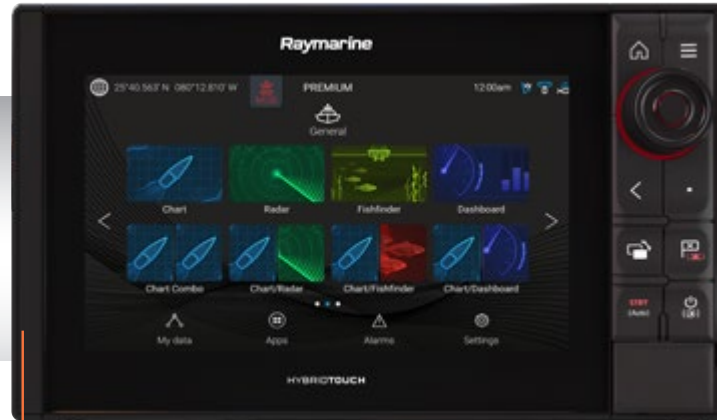 Raymarine
25°40.563' N 080°12.810' W PREMIUM 12:00am
General
Chart Radar Fishfinder Dashboard
Chart Combo Chart/Radar Chart/Fishfinder Chart/Dashboard
My data Apps Alarms Settings
HYBRIDTOUCH
STBY
(Auto)